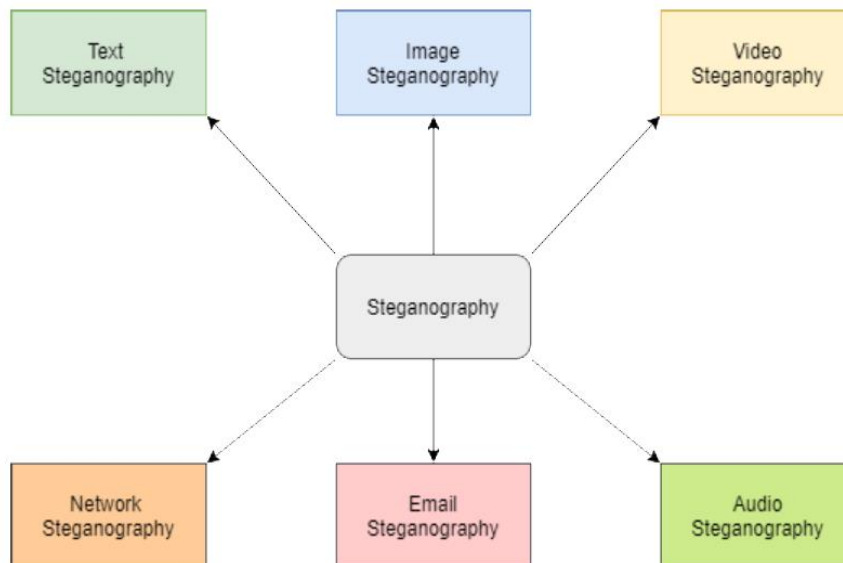 Text
Steganography
Image
Steganography
Video
Steganography
Steganography
Network
Steganography
Email
Steganography
Audio
Steganography